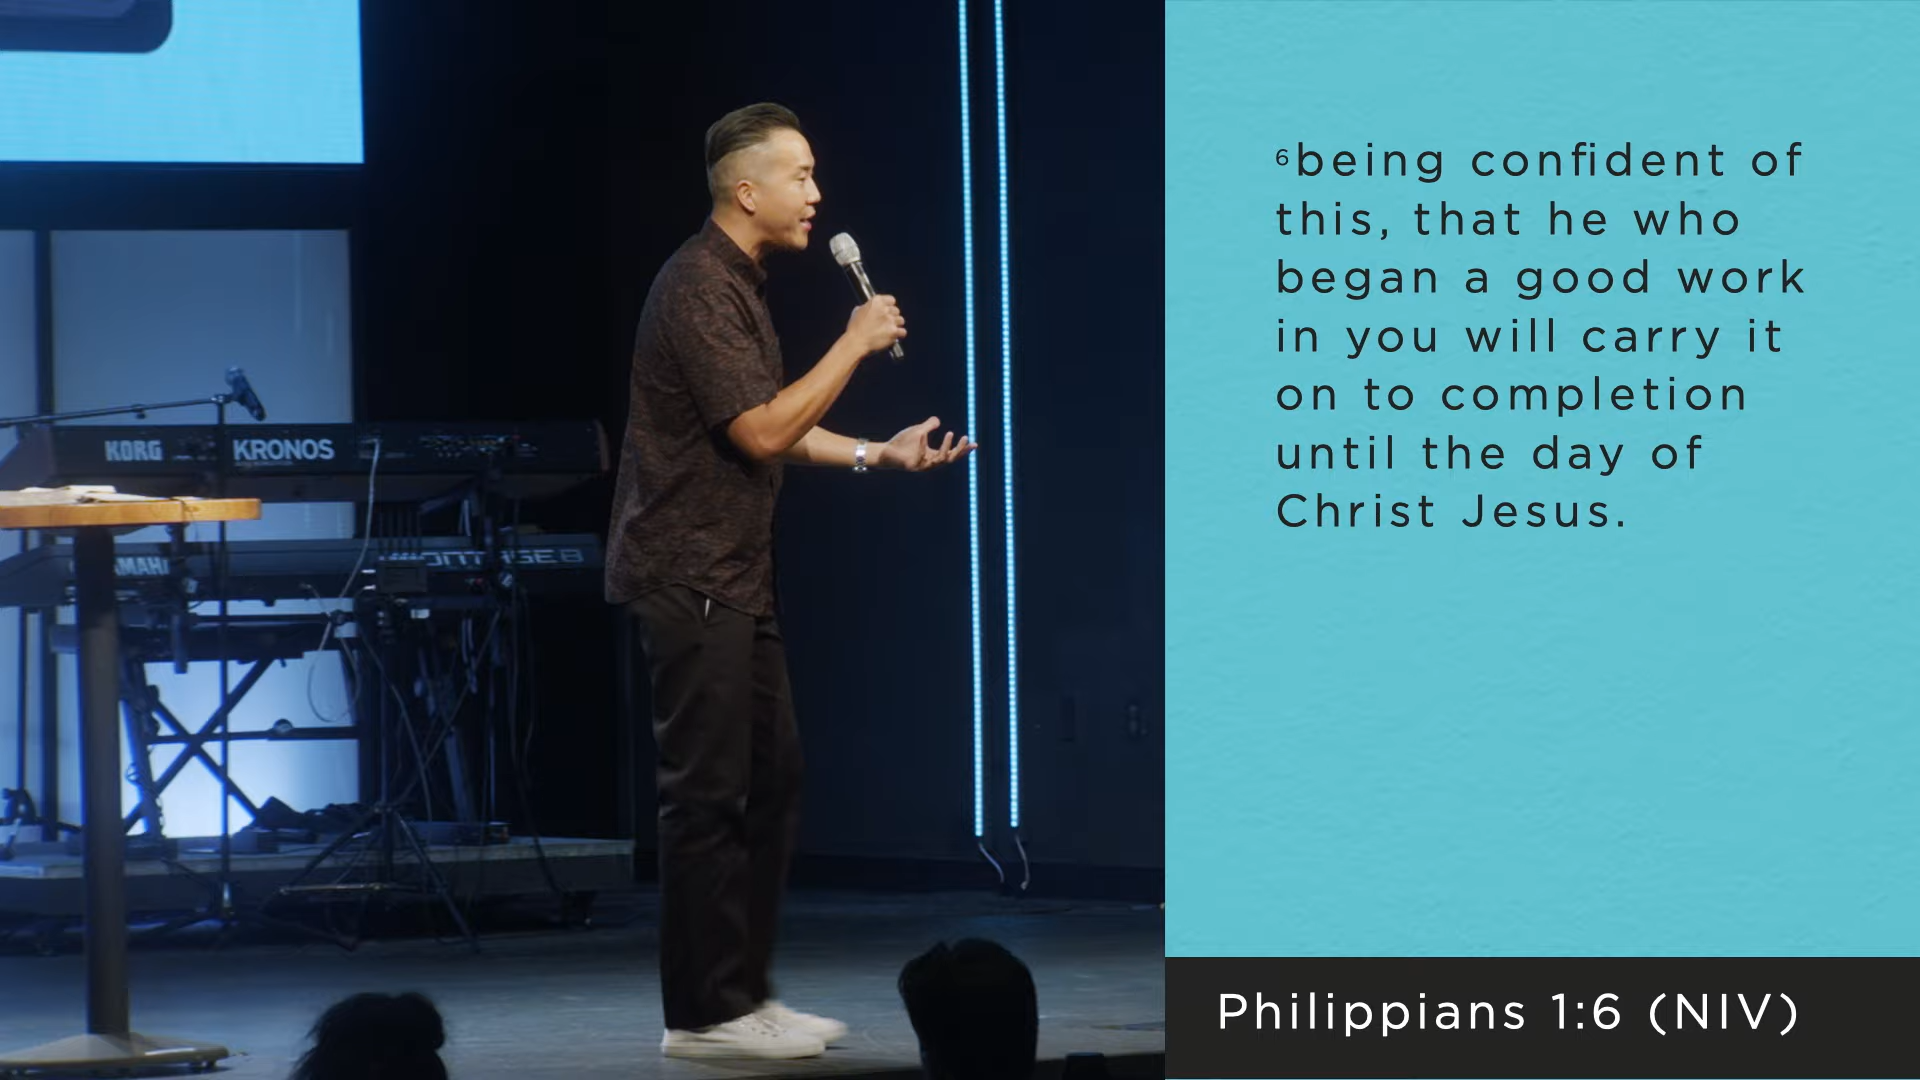 KORG
KRONOS
6being confident of
this, that he who
began a good work
in you will carry it
on to completion
until the day of
Christ Jesus.
Philippians 1:6 (NIV)